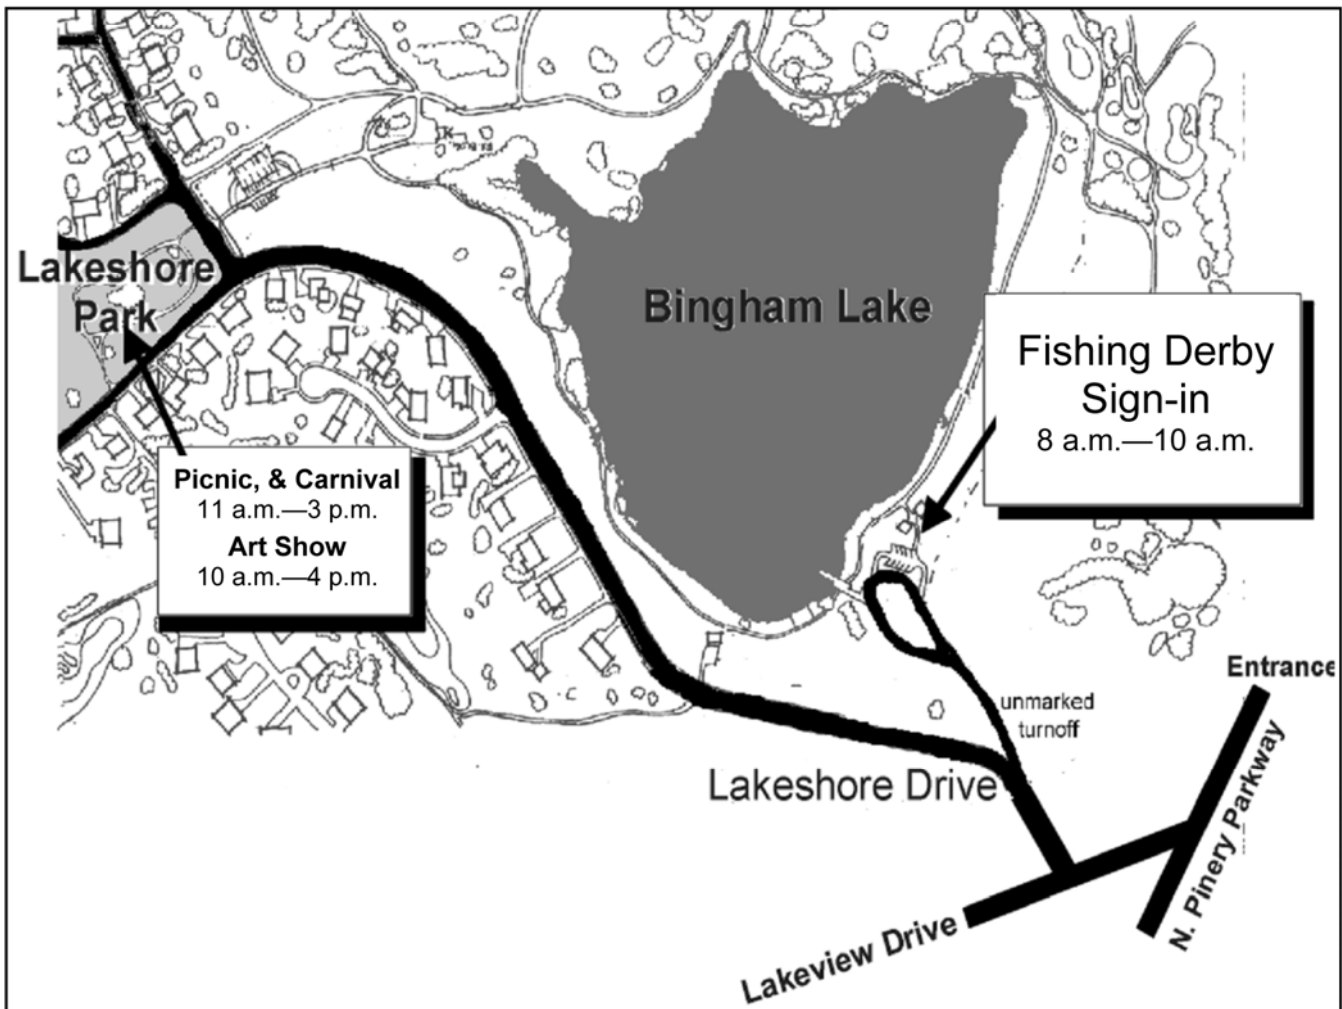 Lakeshore
Park
Bingham Lake
Fishing Derby
Sign-in
8 a.m.—10 a.m.
Picnic, & Carnival
11 a.m.—3 p.m.
Art Show
10 a.m.—4 p.m.
Entrance
unmarked
turnoff
Lakeshore Drive
N. Pinery Parkway
Lakeview Drive